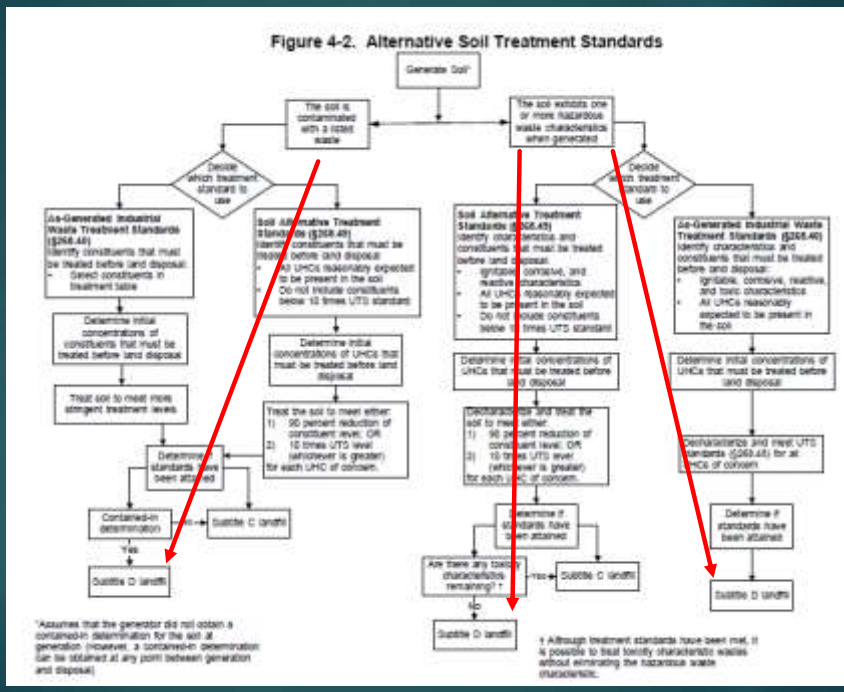 Figure 4-2. Alternative Soil Treatment Standards
Generate Soil*
The soil is
contaminated
with a listed
waste
The soil exhibits one
or more hazardous
waste characteristics
when generated
Decide
which treatment
standard to
use
Decide
which treatment
standard to
use
As-Generated Industrial
Waste Treatment Standards
(§268.40)
Identify constituents that must
be treated before land disposal:
• Select constituents in
treatment table
Soil Alternative Treatment
Standards (§268.49)
Identify constituents that must be
treated before land disposal:
• All UHCs reasonably expected
to be present in the soil
• Do not include constituents
below 10 times UTS standard
Soil Alternative Treatment
Standards (§268.49)
Identify characteristics and
constituents that must be treated
before land disposal:
• Ignitable, corrosive, and
reactive characteristics
• All UHCs reasonably expected
to be present in the soil
• Do not include constituents
below 10 times UTS standard
As-Generated Industrial Waste
Treatment Standards (§268.40)
Identify characteristics and
constituents that must be treated
before land disposal:
• Ignitable, corrosive, reactive,
and toxic characteristics
• All UHCs reasonably
expected to be present in
the soil
Determine initial
concentrations of
constituents that must be
treated before land disposal
Determine initial
concentrations of UHCs that
must be treated before land
disposal
Determine initial concentrations of
UHCs that must be treated before
land disposal
Determine initial concentrations of
UHCs that must be treated before
land disposal
Treat soil to meet more
stringent treatment levels
Treat the soil to meet either:
1) 90 percent reduction of
constituent level; OR
2) 10 times UTS level
(whichever is greater)
for each UHC of concern.
Decharacterize and treat the
soil to meet either:
1) 90 percent reduction of
constituent level; OR
2) 10 times UTS level
(whichever is greater)
for each UHC of concern.
Decharacterize and meet UTS
Standards (§268.48) for all
UHCs of concern
Determine if
standards have
been attained
Determine if
standards have
been attained
Determine if
standards have
been attained
Contained-in
determination
Subtitle C landfill
Yes
Subtitle D landfill
Are there any toxicity
characteristics
remaining? †
Yes
Subtitle C landfill
No
Subtitle D landfill
Subtitle D landfill
*Assumes that the generator did not obtain a
contained-in determination for the soil at
generation (However, a contained-in determination
can be obtained at any point between generation
and disposal)
† Although treatment standards have been met, it
is possible to treat toxicity characteristic wastes
without eliminating the hazardous waste
characteristic.